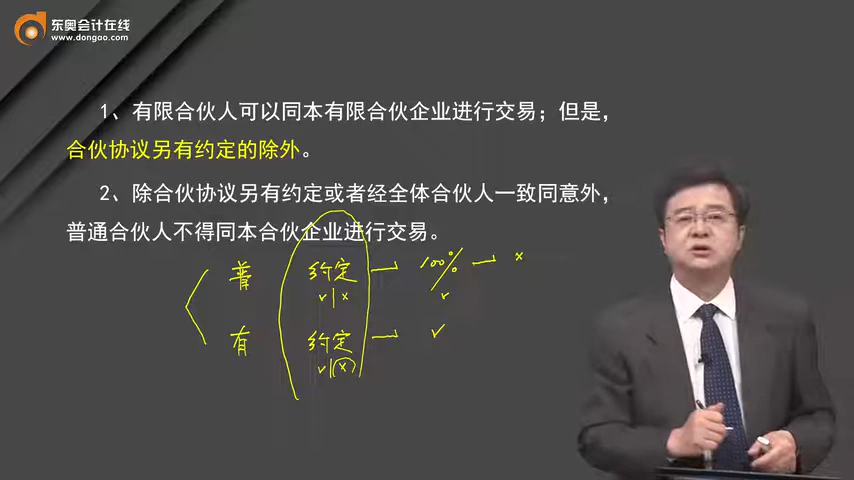 东奥会计在线
www.dongao.com
1、有限合伙人可以同本有限合伙企业进行交易；但是，
合伙协议另有约定的除外。
2、除合伙协议另有约定或者经全体合伙人一致同意外，
普通合伙人不得同本合伙企业进行交易。
普 约定 → 100% → ×
√|× √
有 约定 → √
√|×